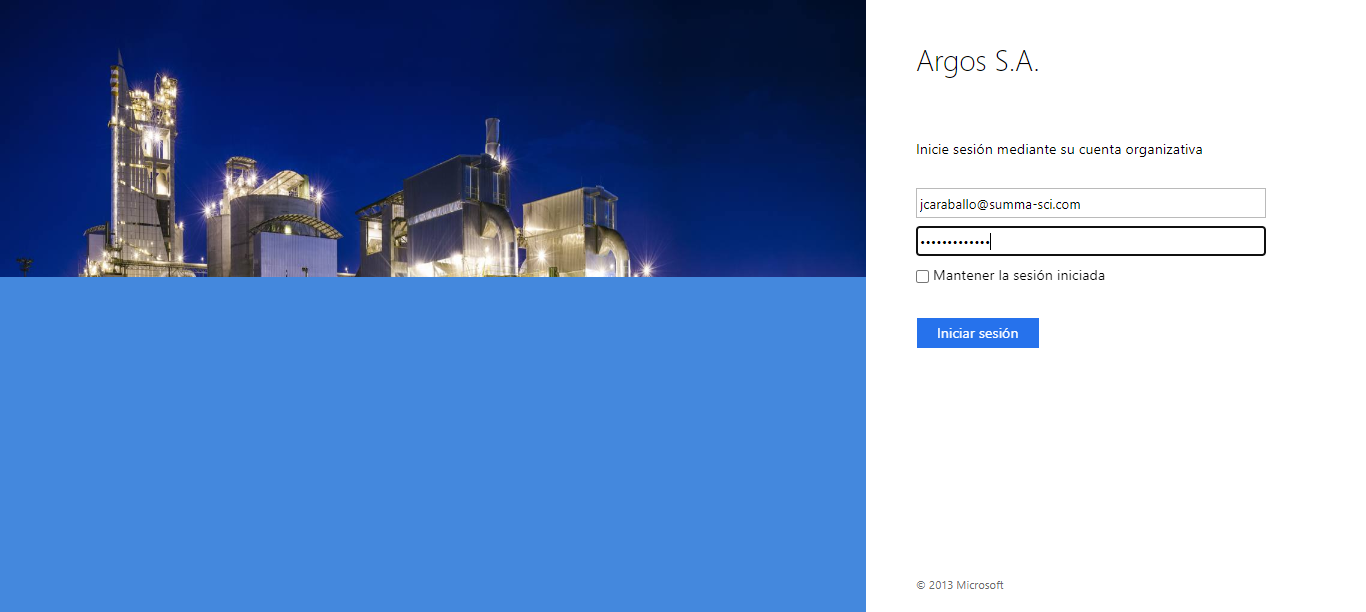 Argos S.A.
Inicie sesión mediante su cuenta organizativa
jcaraballo@summa-sci.com
•••••••••••••
Mantener la sesión iniciada
Iniciar sesión
© 2013 Microsoft